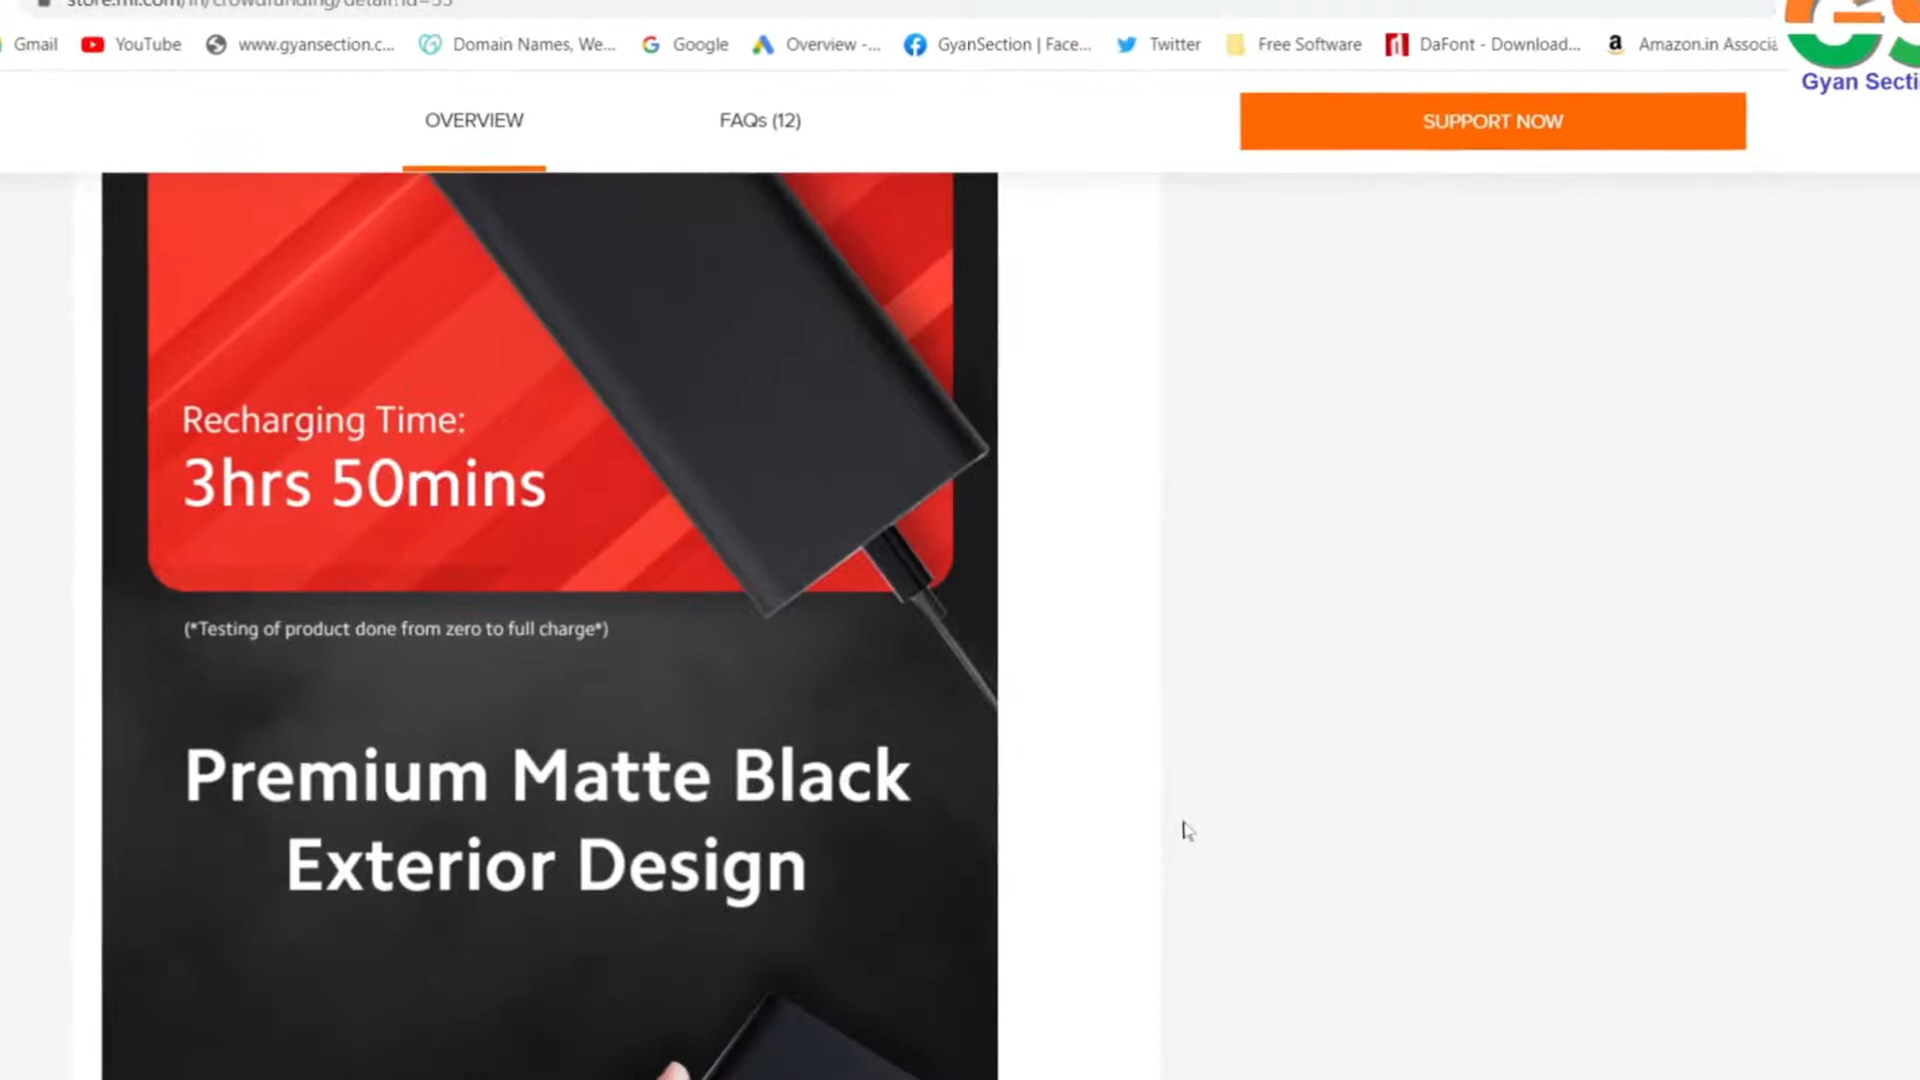 Gmail
YouTube
www.gyansection.c...
Domain Names, We...
Google
Overview -...
GyanSection | Face...
Twitter
Free Software
DaFont - Download...
Amazon.in Associa
Gyan Secti
OVERVIEW
FAQs (12)
SUPPORT NOW
Recharging Time:
3hrs 50mins
(*Testing of product done from zero to full charge*)
Premium Matte Black
Exterior Design